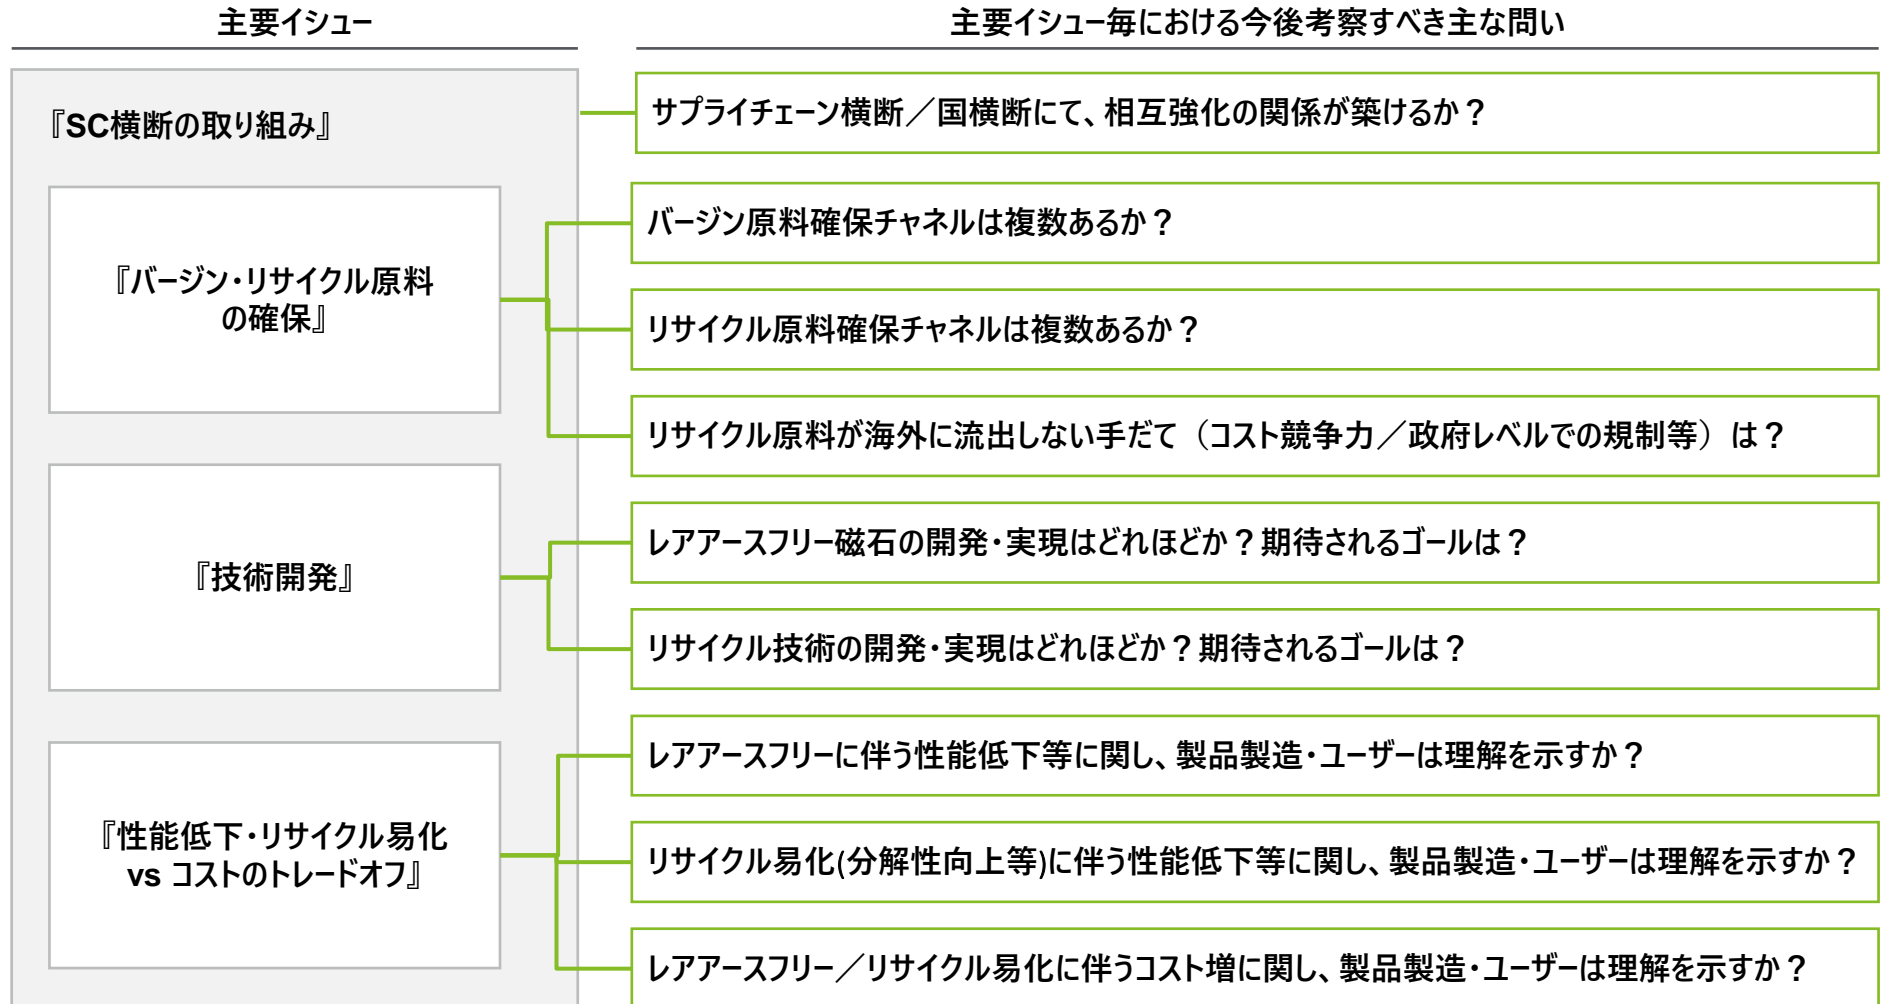 主要イシュー
主要イシュー毎における今後考察すべき主な問い
『SC横断の取り組み』
サプライチェーン横断／国横断にて、相互強化の関係が築けるか？
『バージン・リサイクル原料
の確保』
バージン原料確保チャネルは複数あるか？
リサイクル原料確保チャネルは複数あるか？
リサイクル原料が海外に流出しない手だて（コスト競争力／政府レベルでの規制等）は？
『技術開発』
レアアースフリー磁石の開発・実現はどれほどか？期待されるゴールは？
リサイクル技術の開発・実現はどれほどか？期待されるゴールは？
『性能低下・リサイクル易化
vs コストのトレードオフ』
レアアースフリーに伴う性能低下等に関し、製品製造・ユーザーは理解を示すか？
リサイクル易化(分解性向上等)に伴う性能低下等に関し、製品製造・ユーザーは理解を示すか？
レアアースフリー／リサイクル易化に伴うコスト増に関し、製品製造・ユーザーは理解を示すか？